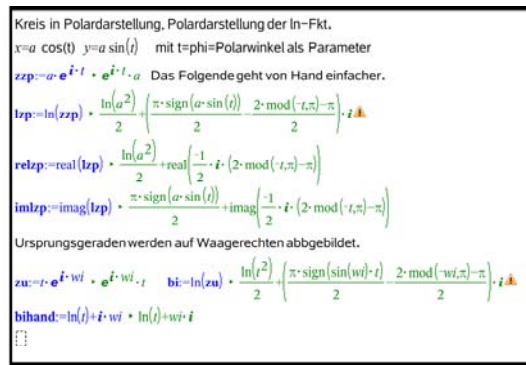 Kreis in Polardarstellung, Polardarstellung der ln-Fkt.
x=a cos(t)  y=a sin(t)  mit t=phi=Polarwinkel als Parameter
zzp:=a·e^(i·t) ▸ e^(i·t)·a  Das Folgende geht von Hand einfacher.
lzp:=ln(zzp) ▸ ln(a²)/2+(π·sign(a·sin(t))/2 − (2·mod(-t,π)−π)/2)·i ⚠
relzp:=real(lzp) ▸ ln(a²)/2+real(-1/2·i·(2·mod(-t,π)−π))
imlzp:=imag(lzp) ▸ π·sign(a·sin(t))/2+imag(-1/2·i·(2·mod(-t,π)−π))
Ursprungsgeraden werden auf Waagerechten abbgebildet.
zu:=t·e^(i·wi) ▸ e^(i·wi)·t  bi:=ln(zu) ▸ ln(t²)/2+(π·sign(sin(wi)·t)/2 − (2·mod(-wi,π)−π)/2)·i ⚠
bihand:=ln(t)+i·wi ▸ ln(t)+wi·i